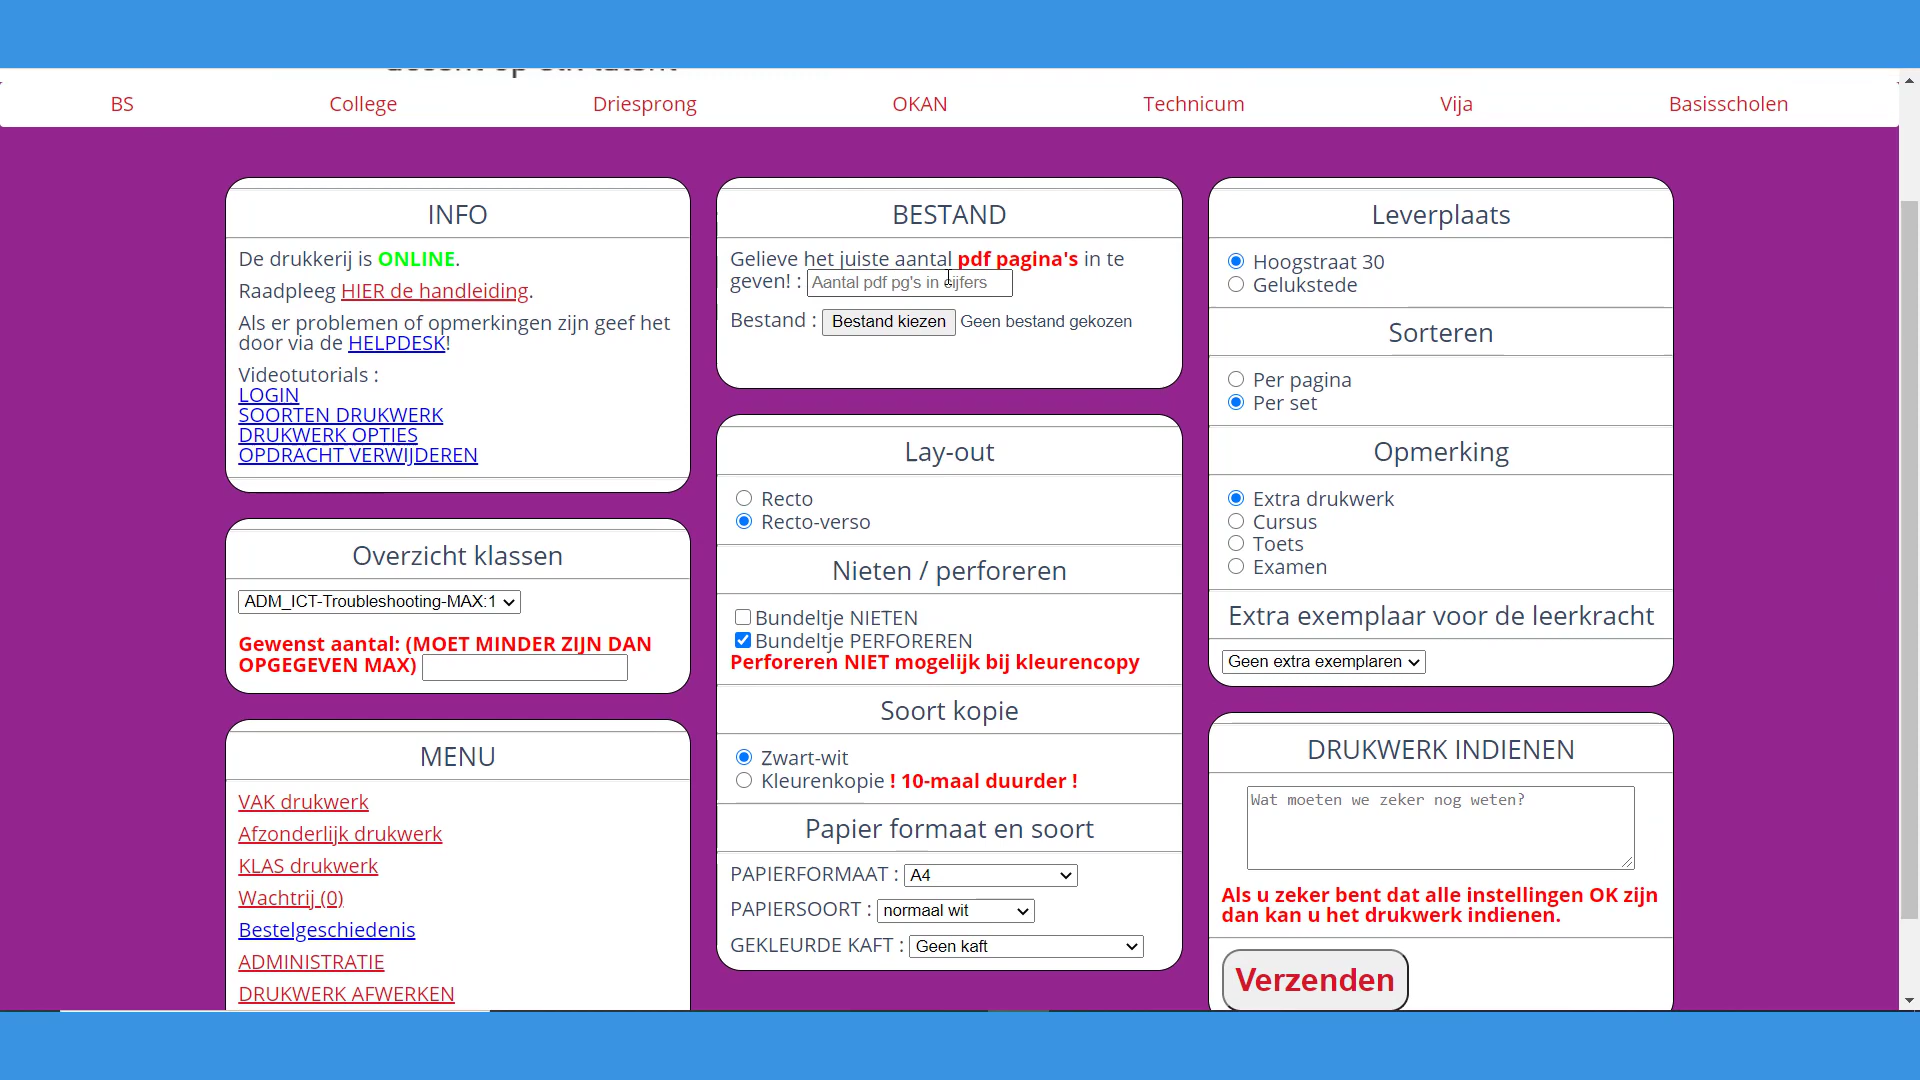 BS College Driesprong OKAN Technicum Vija Basisscholen
INFO
De drukkerij is ONLINE.
Raadpleeg HIER de handleiding.
Als er problemen of opmerkingen zijn geef het
door via de HELPDESK!
Videotutorials :
LOGIN
SOORTEN DRUKWERK
DRUKWERK OPTIES
OPDRACHT VERWIJDEREN
Overzicht klassen
ADM_ICT-Troubleshooting-MAX:1
Gewenst aantal: (MOET MINDER ZIJN DAN
OPGEGEVEN MAX)
MENU
VAK drukwerk
Afzonderlijk drukwerk
KLAS drukwerk
Wachtrij (0)
Bestelgeschiedenis
ADMINISTRATIE
DRUKWERK AFWERKEN
BESTAND
Gelieve het juiste aantal pdf pagina's in te
geven! : Aantal pdf pg's in cijfers
Bestand : Bestand kiezen Geen bestand gekozen
Lay-out
Recto
Recto-verso
Nieten / perforeren
Bundeltje NIETEN
Bundeltje PERFOREREN
Perforeren NIET mogelijk bij kleurencopy
Soort kopie
Zwart-wit
Kleurenkopie ! 10-maal duurder !
Papier formaat en soort
PAPIERFORMAAT : A4
PAPIERSOORT : normaal wit
GEKLEURDE KAFT : Geen kaft
Leverplaats
Hoogstraat 30
Gelukstede
Sorteren
Per pagina
Per set
Opmerking
Extra drukwerk
Cursus
Toets
Examen
Extra exemplaar voor de leerkracht
Geen extra exemplaren
DRUKWERK INDIENEN
Wat moeten we zeker nog weten?
Als u zeker bent dat alle instellingen OK zijn
dan kan u het drukwerk indienen.
Verzenden